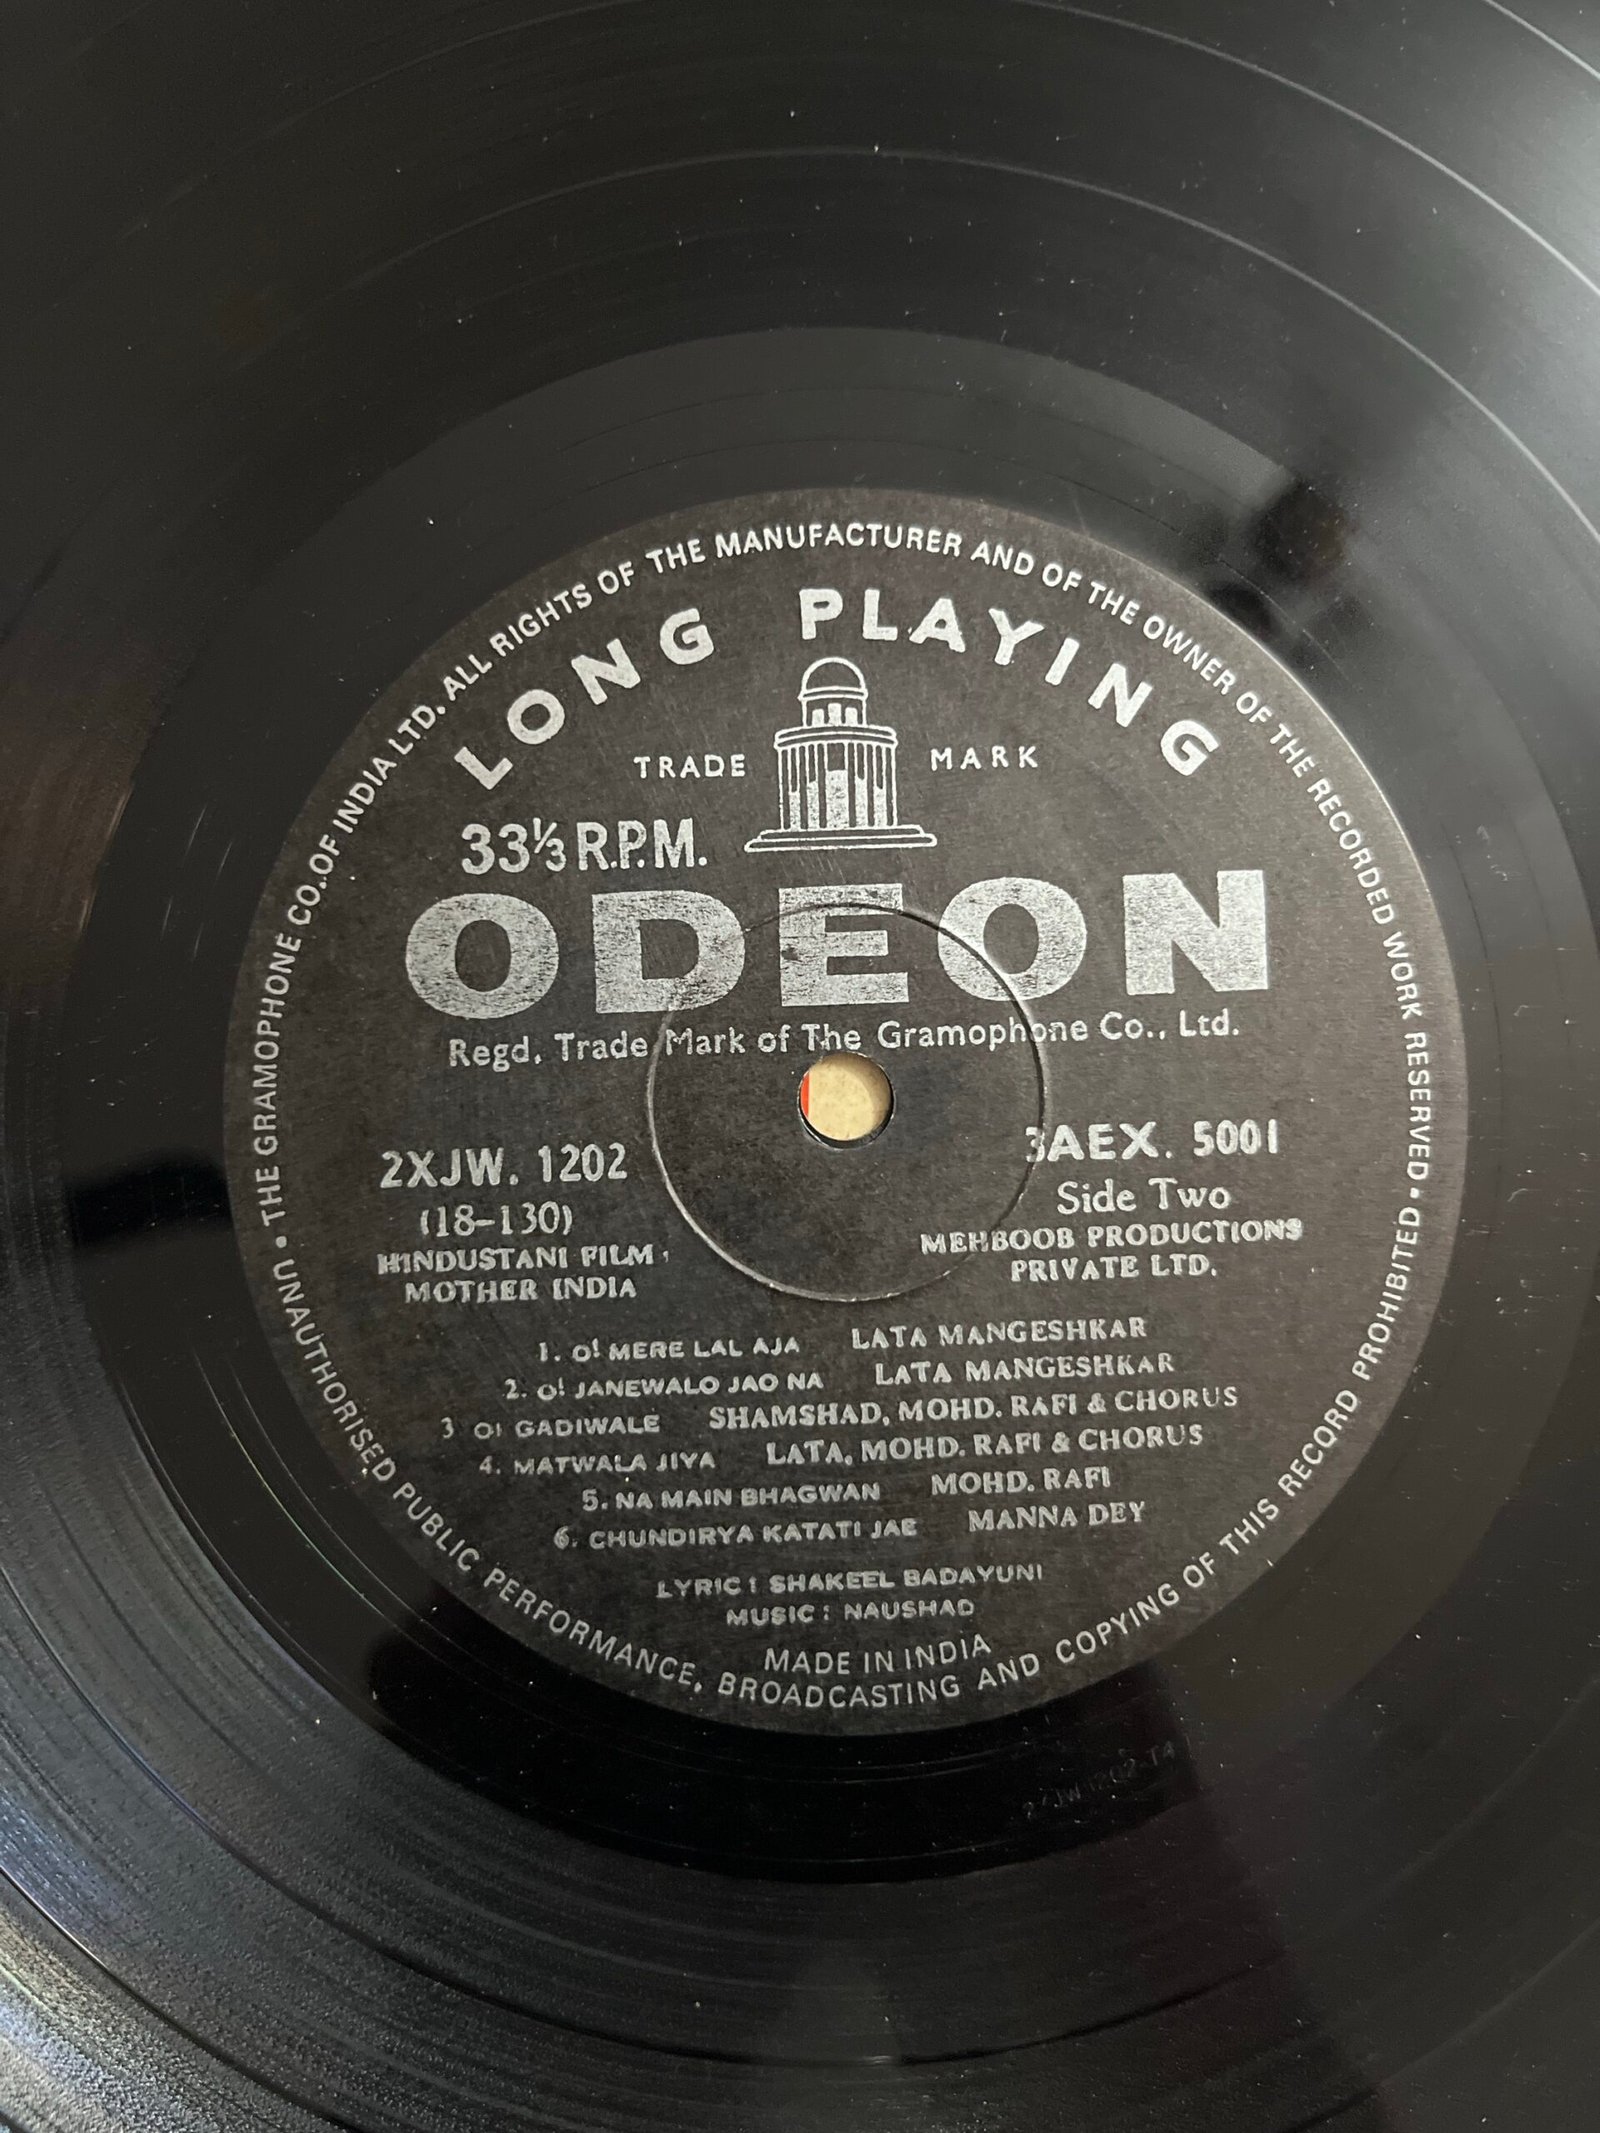 THE GRAMOPHONE CO. OF INDIA LTD. ALL RIGHTS OF THE MANUFACTURER AND OF THE OWNER OF THE RECORDED WORK RESERVED •
UNAUTHORISED PUBLIC PERFORMANCE, BROADCASTING AND COPYING OF THIS RECORD PROHIBITED •
LONG PLAYING
TRADE MARK
33⅓ R.P.M.
ODEON
Regd. Trade Mark of The Gramophone Co., Ltd.
2XJW. 1202
(18-130)
HINDUSTANI FILM :
MOTHER INDIA
3AEX. 5001
Side Two
MEHBOOB PRODUCTIONS
PRIVATE LTD.
1. O! MERE LAL AJA LATA MANGESHKAR
2. O! JANEWALO JAO NA LATA MANGESHKAR
3 O! GADIWALE SHAMSHAD, MOHD. RAFI & CHORUS
4. MATWALA JIYA LATA, MOHD. RAFI & CHORUS
5. NA MAIN BHAGWAN MOHD. RAFI
6. CHUNDIRYA KATATI JAE MANNA DEY
LYRIC : SHAKEEL BADAYUNI
MUSIC : NAUSHAD
MADE IN INDIA